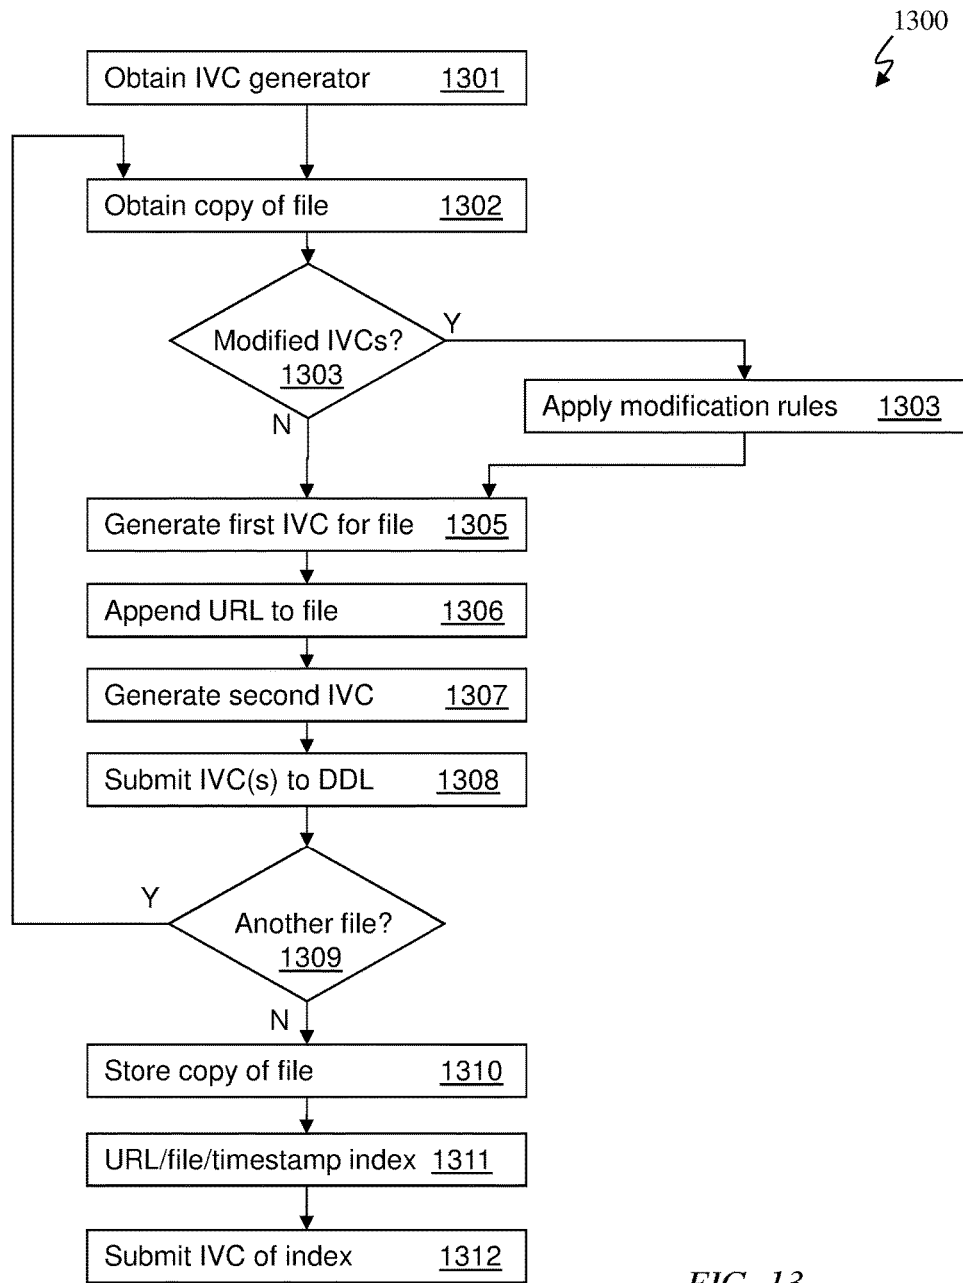 1300
Obtain IVC generator 1301
Obtain copy of file 1302
Modified IVCs?
1303
Y
N
Apply modification rules 1303
Generate first IVC for file 1305
Append URL to file 1306
Generate second IVC 1307
Submit IVC(s) to DDL 1308
Another file?
1309
Y
N
Store copy of file 1310
URL/file/timestamp index 1311
Submit IVC of index 1312
FIG. 13